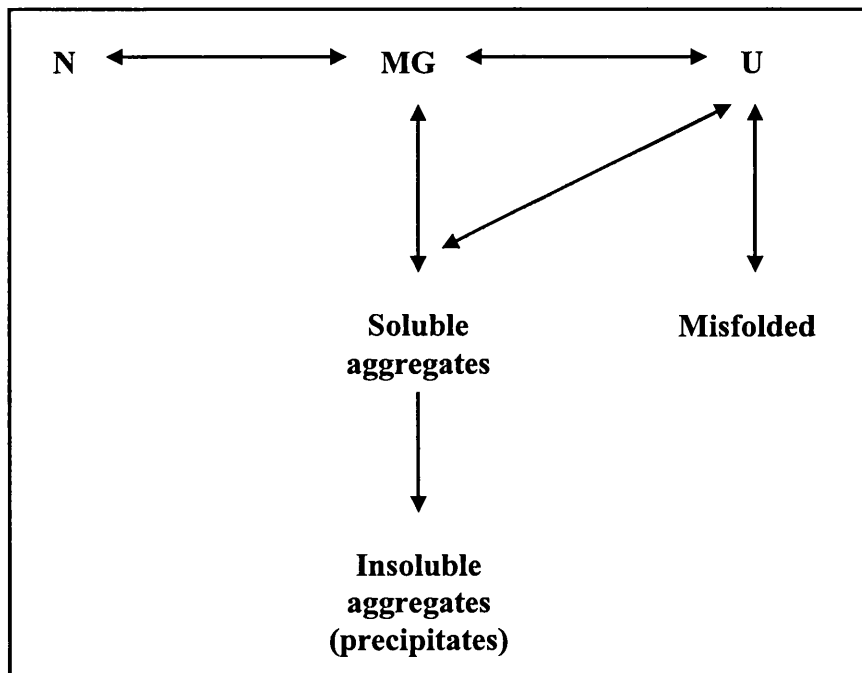 N MG U
Soluble Misfolded
aggregates
Insoluble
aggregates
(precipitates)